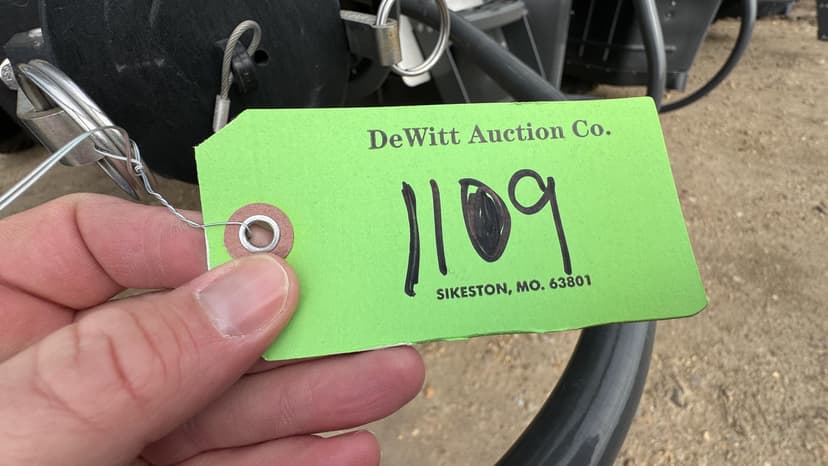 DeWitt Auction Co.
1109
SIKESTON, MO. 63801